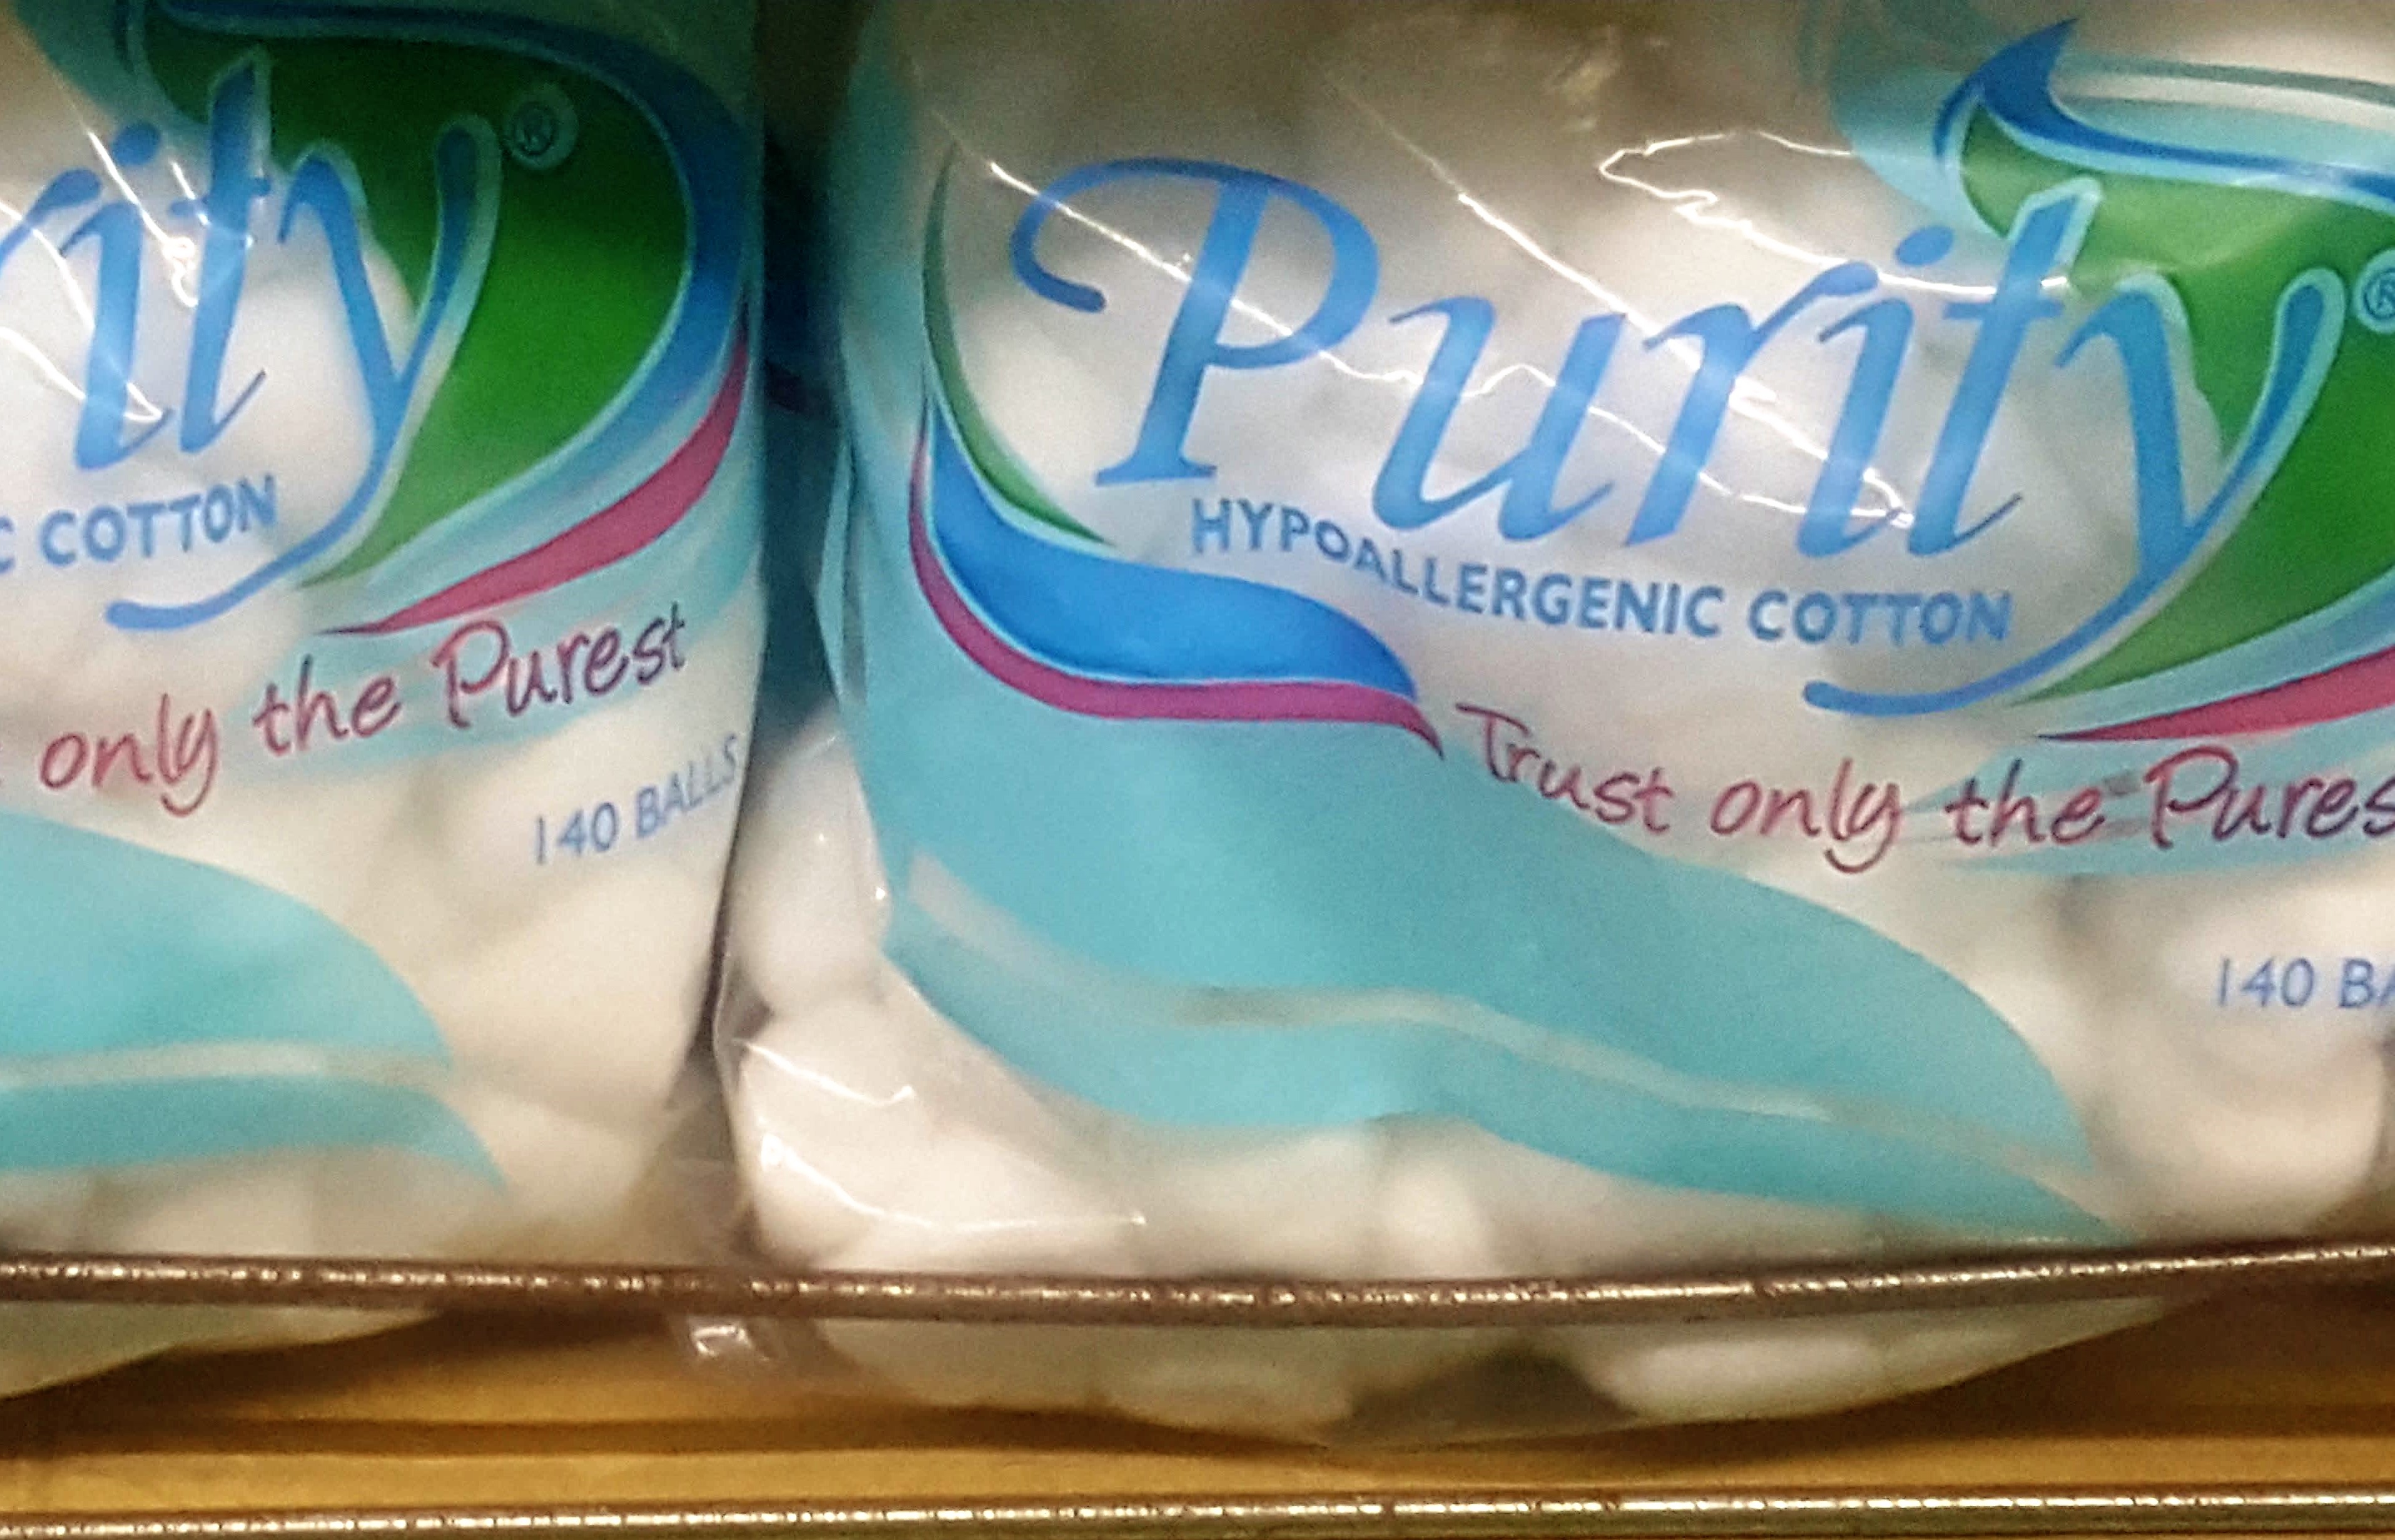 rity®
C COTTON
only the Purest
140 BALLS
Purity®
HYPOALLERGENIC COTTON
Trust only the Pures
140 BA